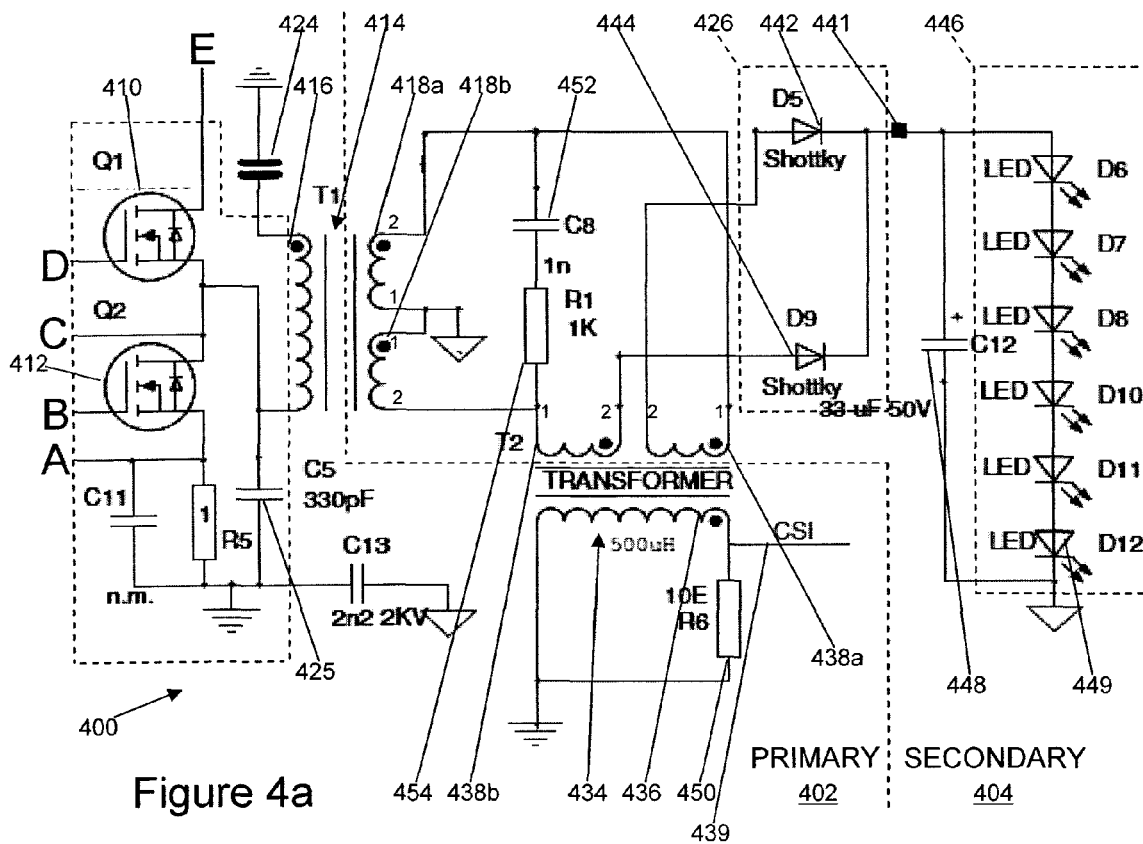 424 414 444 426 442 441 446
E
410 416 418a 418b 452
D5
Q1
Shottky
LED D6
T1
2
C8
LED D7
D
1n
1
R1
1K
Q2
C
D9
LED D8
C12
1
412
Shottky
B
2
33-uF-50V
LED D10
1 2 2 1
A
T2
C5
330pF
TRANSFORMER
LED D11
C11
1
R5
500uH
CSI
LED D12
C13
n.m.
2n2 2KV
10E
R6
425
438a
448 449
400
PRIMARY SECONDARY
Figure 4a
454 438b 434 436 450 402 404
439